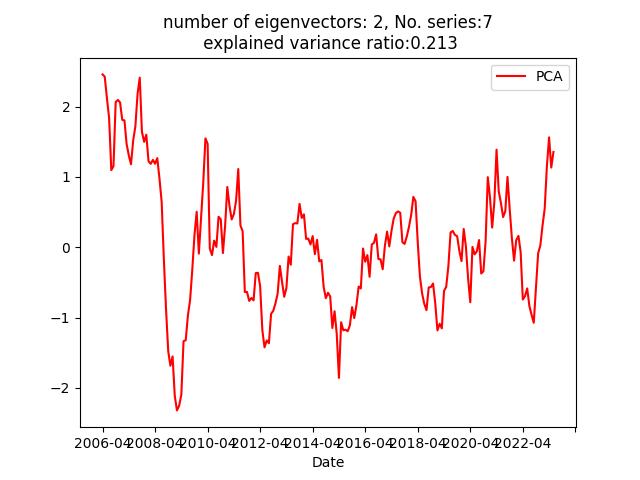 number of eigenvectors: 2, No. series:7
explained variance ratio:0.213
PCA
2
1
0
−1
−2
2006-04 2008-04 2010-04 2012-04 2014-04 2016-04 2018-04 2020-04 2022-04
Date